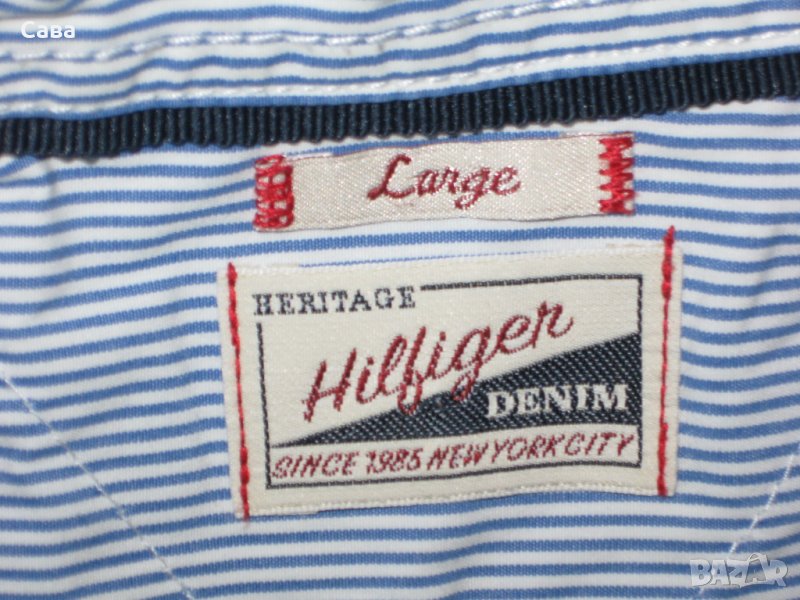 Сава
Large
HERITAGE
Hilfiger
DENIM
SINCE 1985 NEW YORK CITY
BAZAR